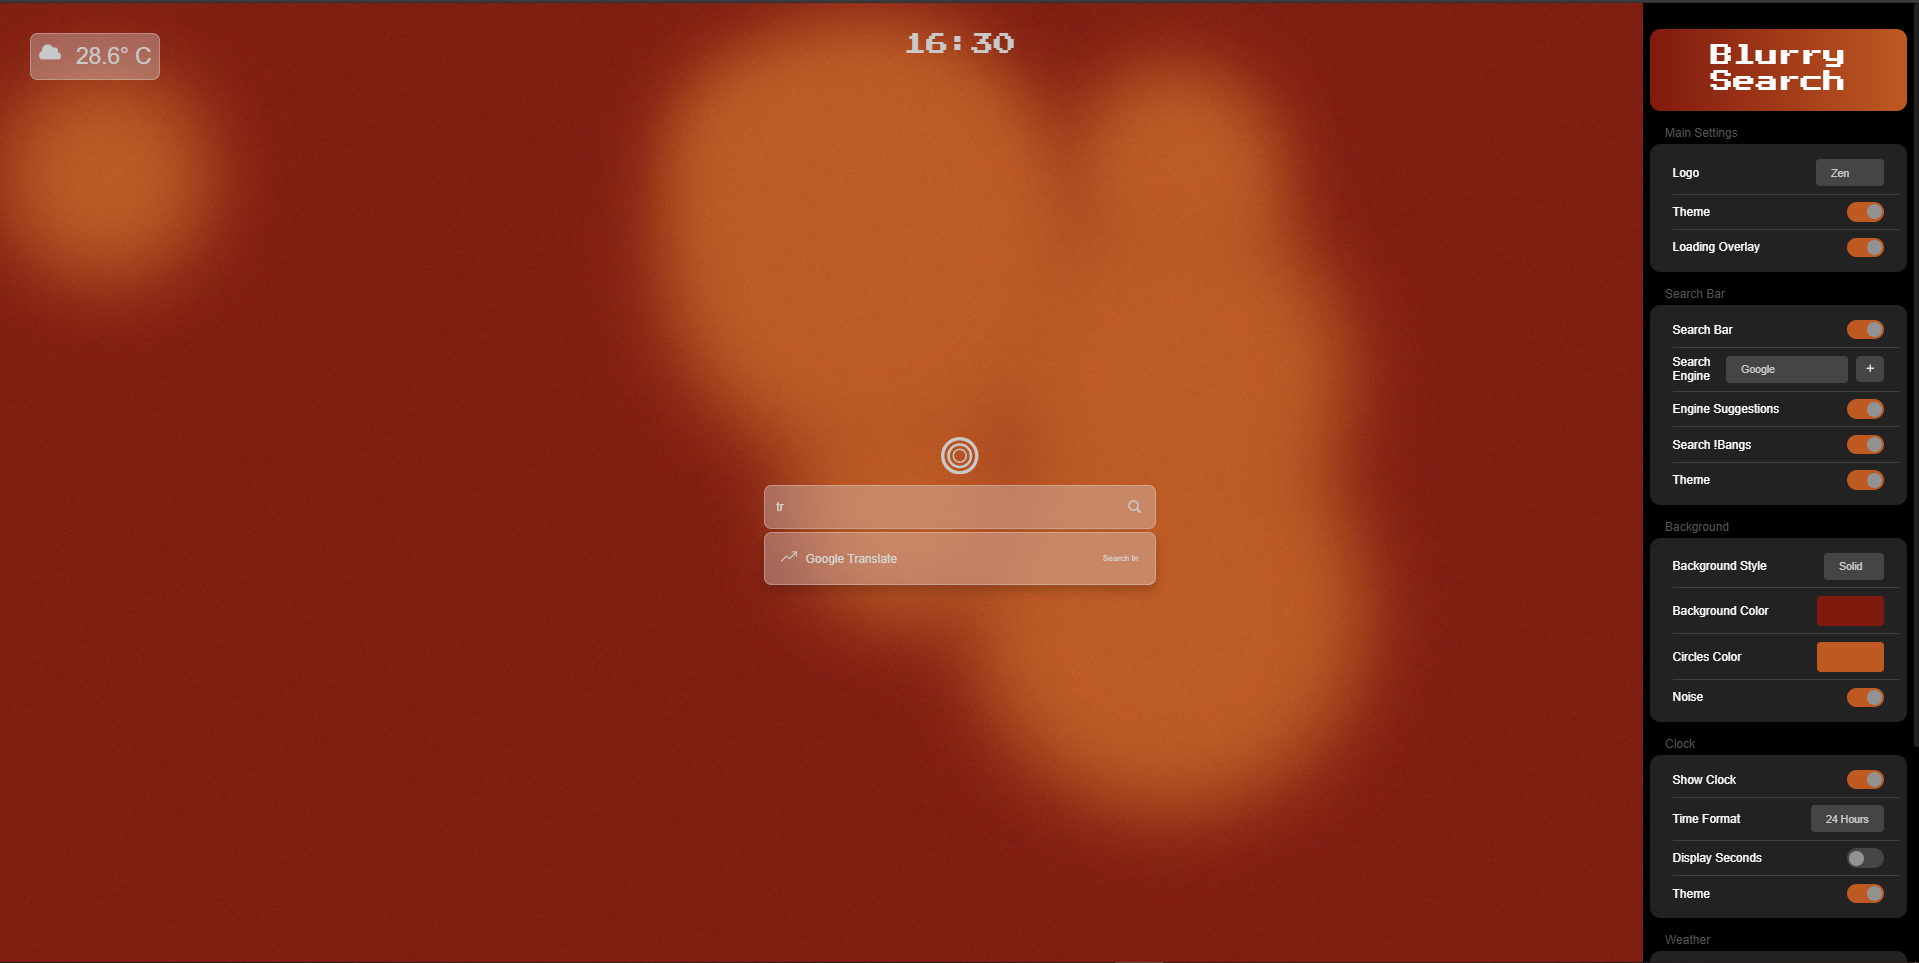 28.6° C
16:30
tr
Google Translate
Search In
Blurry
Search
Main Settings
Logo
Zen
Theme
Loading Overlay
Search Bar
Search Bar
Search
Engine
Google
+
Engine Suggestions
Search !Bangs
Theme
Background
Background Style
Solid
Background Color
Circles Color
Noise
Clock
Show Clock
Time Format
24 Hours
Display Seconds
Theme
Weather